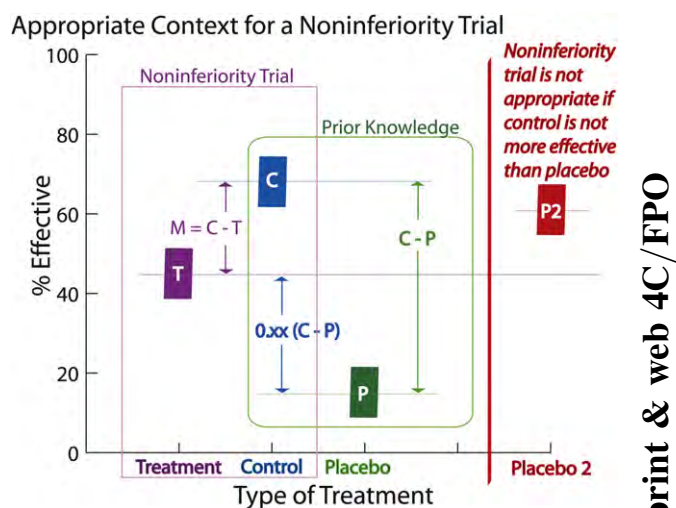 Appropriate Context for a Noninferiority Trial
100
80
60
40
20
0
% Effective
Noninferiority Trial
Prior Knowledge
C
M = C - T
T
C - P
0.xx (C - P)
P
Noninferiority
trial is not
appropriate if
control is not
more effective
than placebo
P2
Treatment
Control
Placebo
Placebo 2
Type of Treatment
print & web 4C/FPO